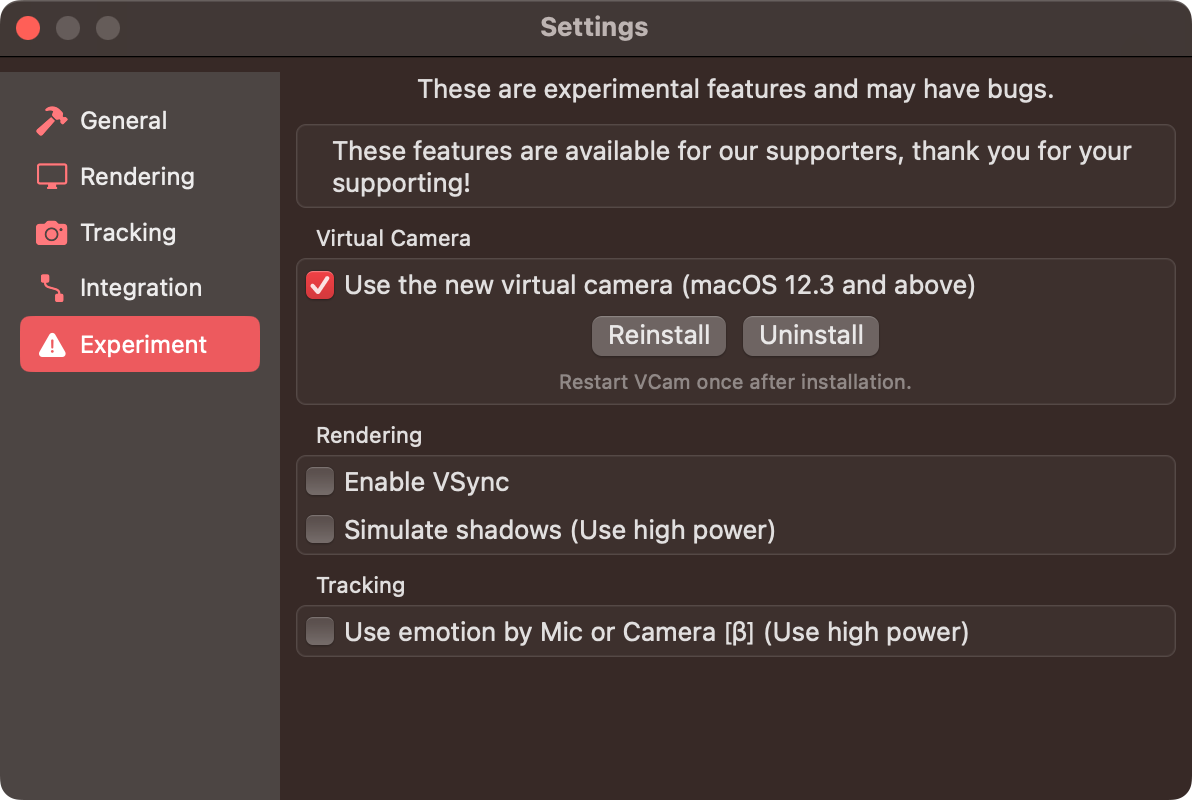 Settings
General
Rendering
Tracking
Integration
Experiment
These are experimental features and may have bugs.
These features are available for our supporters, thank you for your
supporting!
Virtual Camera
Use the new virtual camera (macOS 12.3 and above)
Reinstall
Uninstall
Restart VCam once after installation.
Rendering
Enable VSync
Simulate shadows (Use high power)
Tracking
Use emotion by Mic or Camera [β] (Use high power)